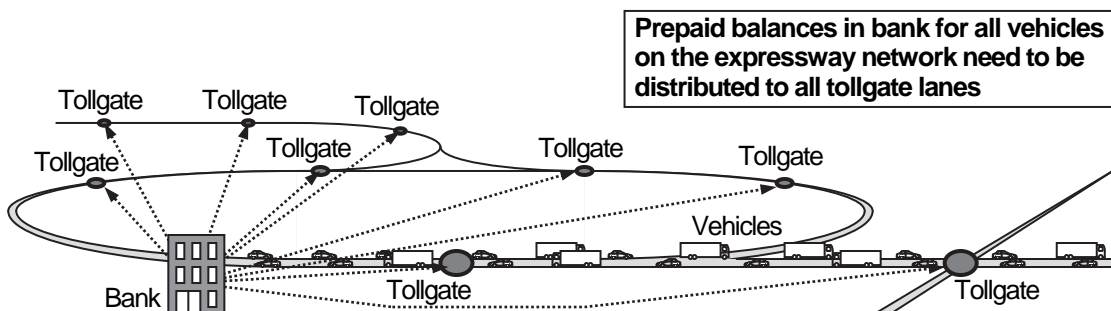 Prepaid balances in bank for all vehicles
on the expressway network need to be
distributed to all tollgate lanes
Tollgate
Tollgate
Tollgate
Tollgate
Tollgate
Tollgate
Tollgate
Vehicles
Tollgate
Tollgate
Bank